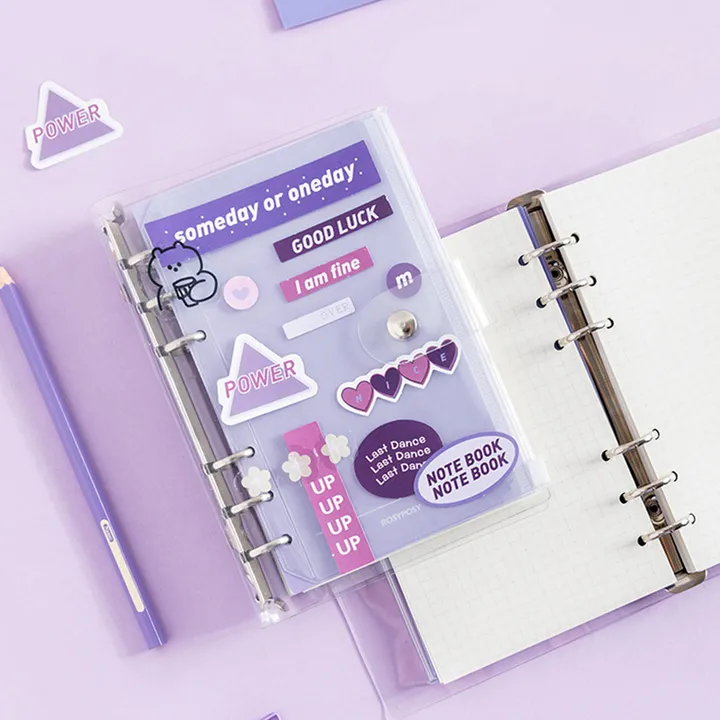 POWER
someday or oneday
GOOD LUCK
I am fine
m
OVER
POWER
NICE
Last Dance
Last Dance
Last Dance
NOTE BOOK
NOTE BOOK
UP
UP
UP
.UP
ROSYPOSY